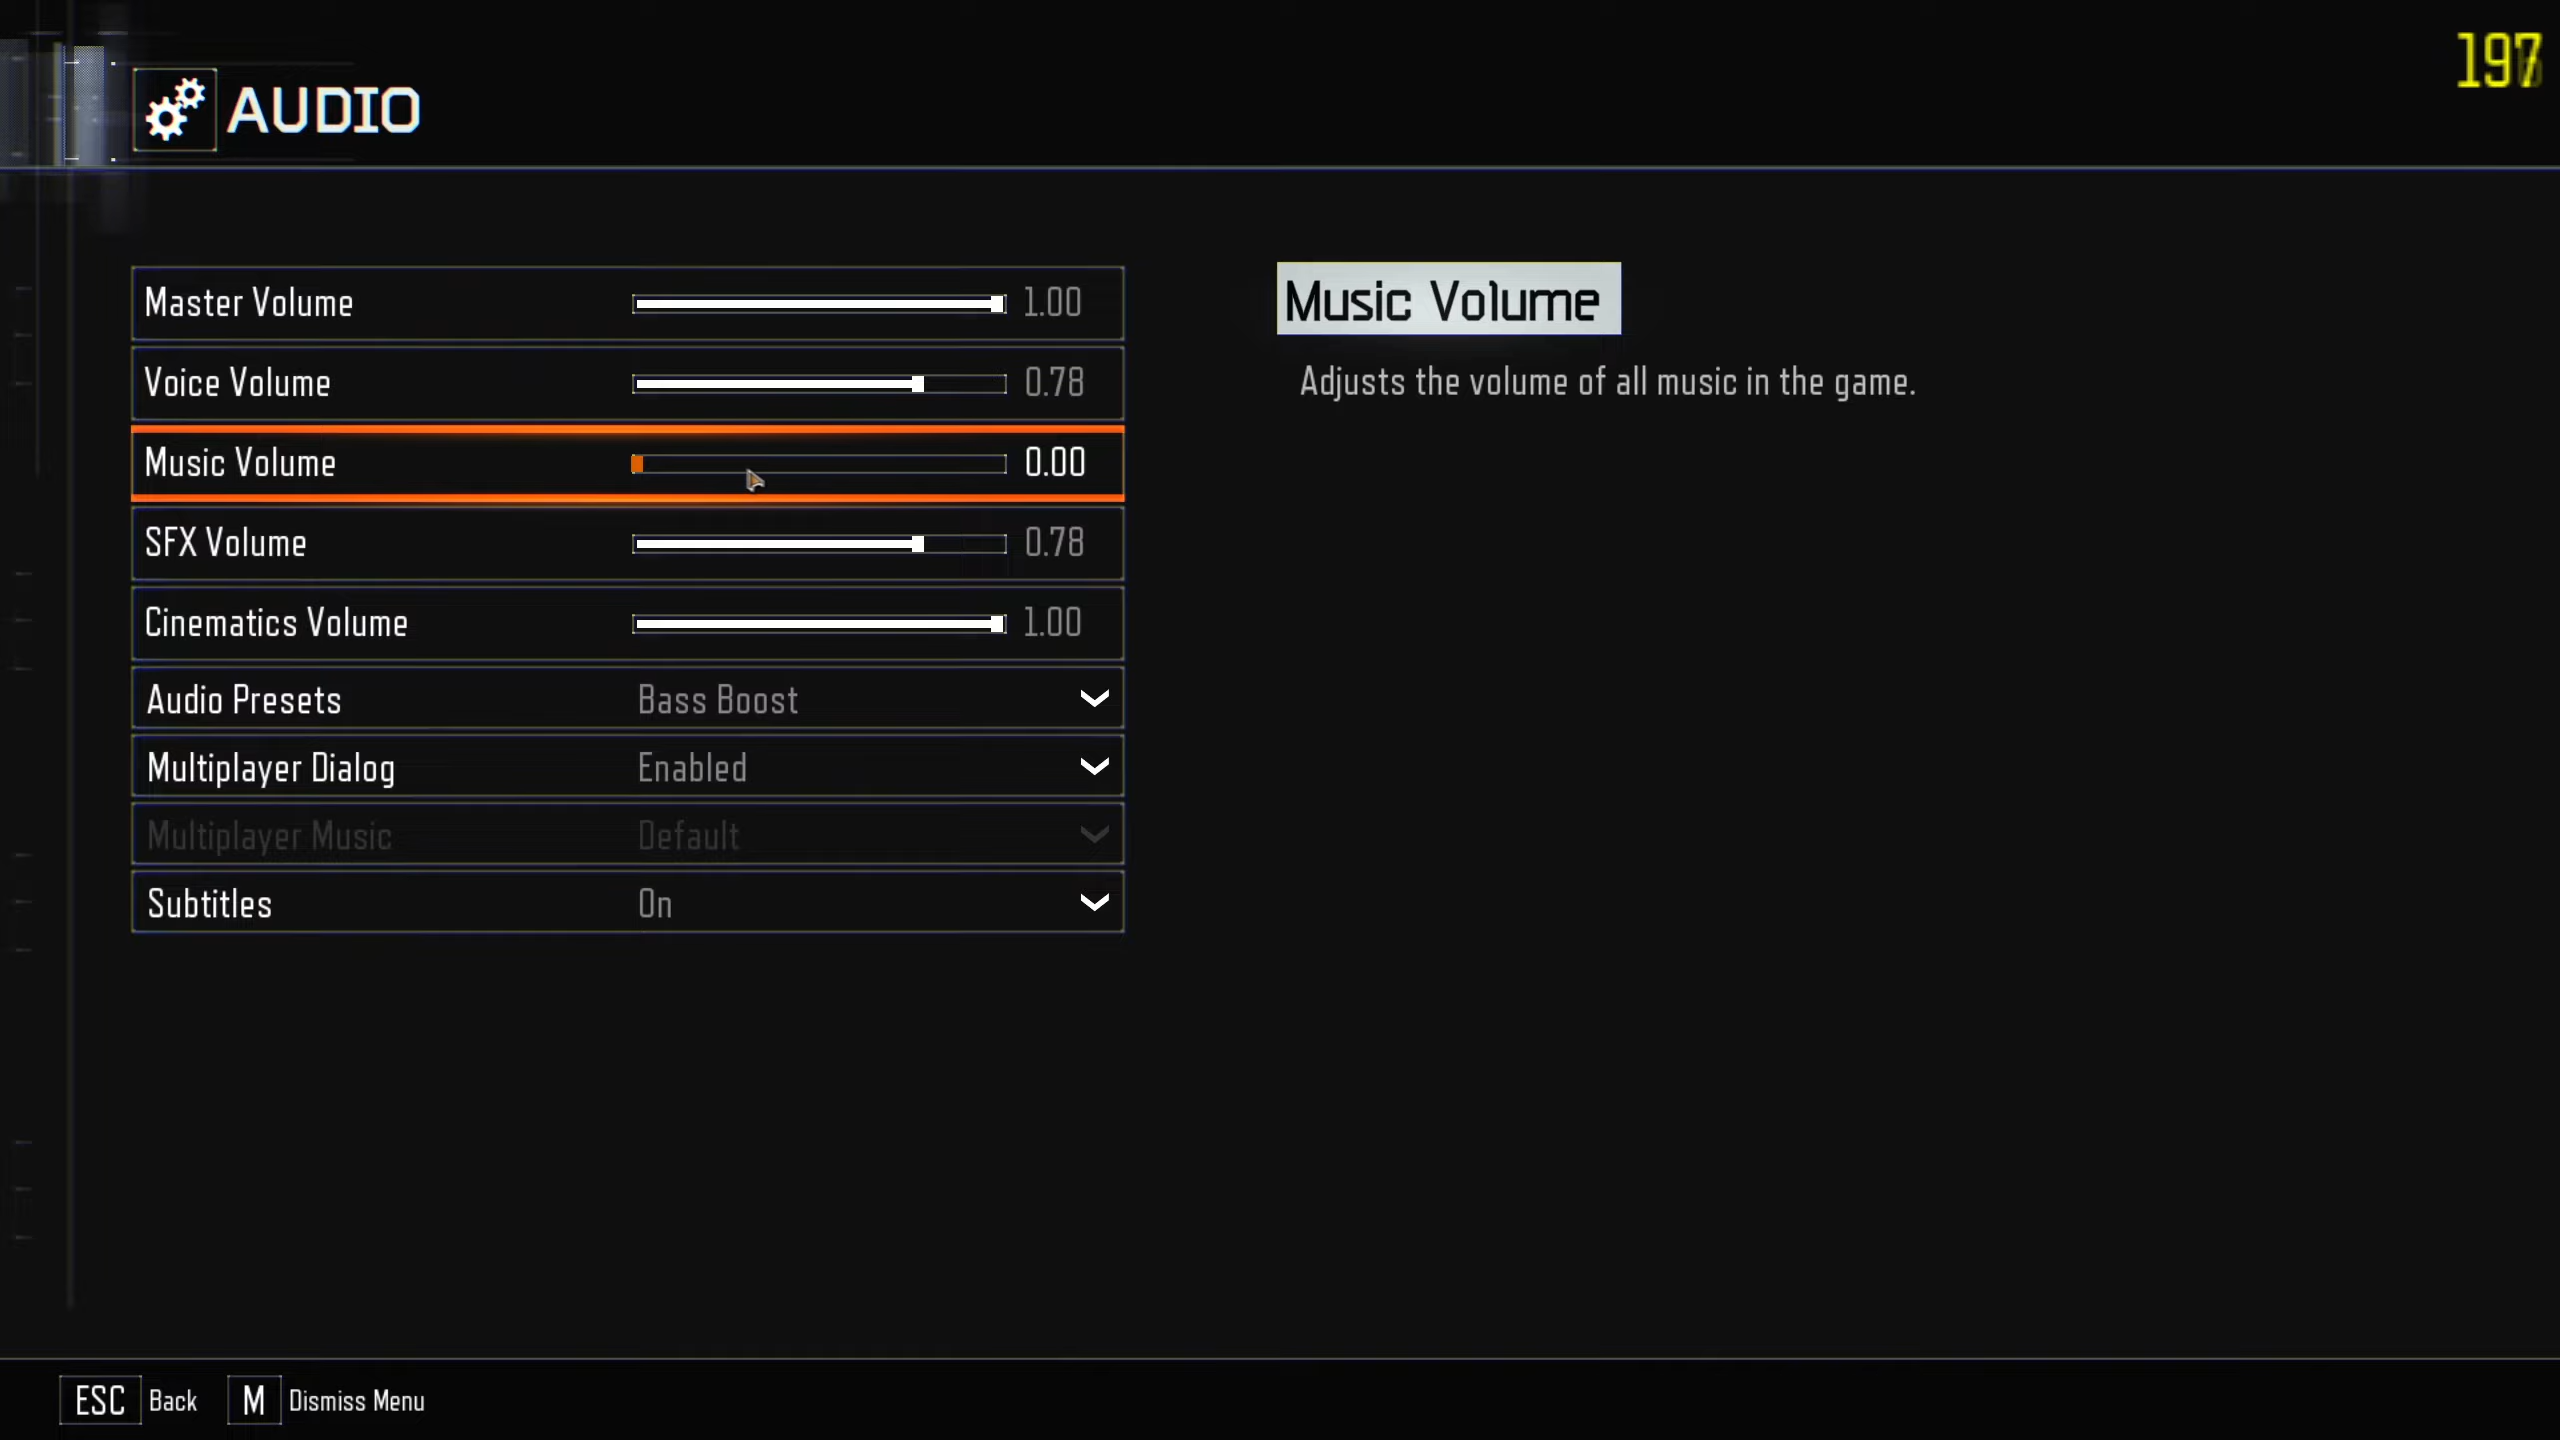 197
AUDIO
Master Volume 1.00
Voice Volume 0.78
Music Volume 0.00
SFX Volume 0.78
Cinematics Volume 1.00
Audio Presets Bass Boost
Multiplayer Dialog Enabled
Multiplayer Music Default
Subtitles On
Music Volume
Adjusts the volume of all music in the game.
ESC Back M Dismiss Menu